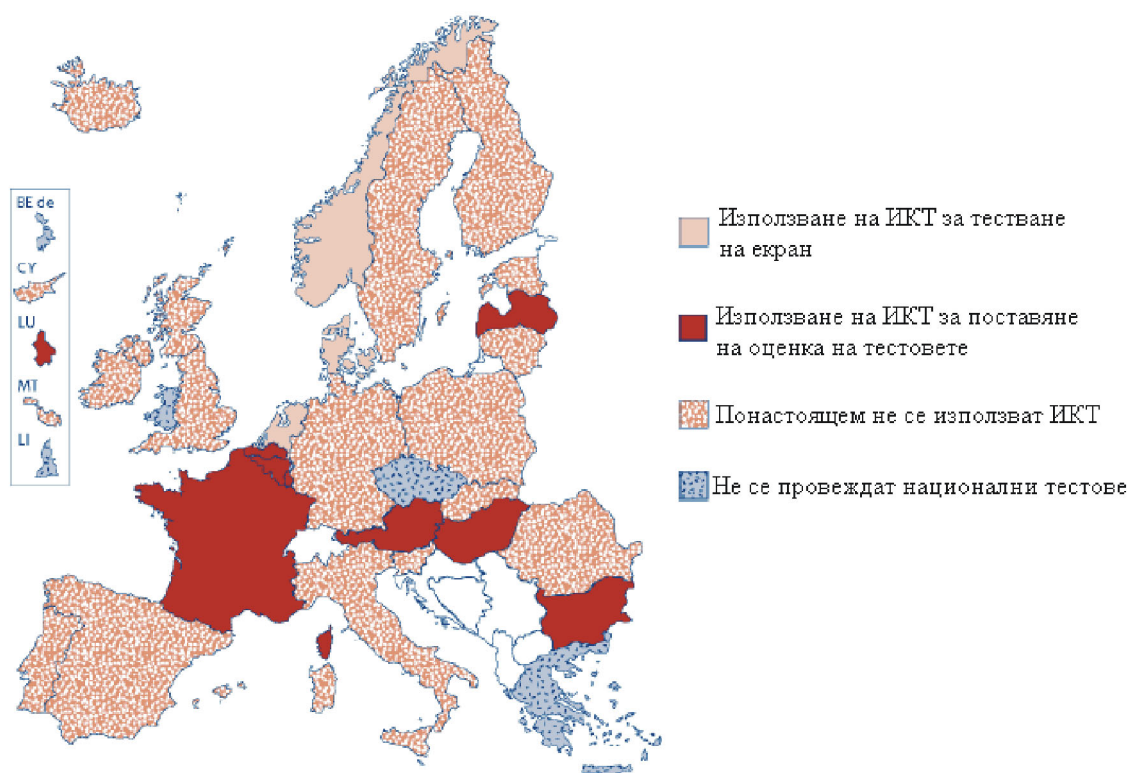 BE de
CY
LU
MT
LI
Използване на ИКТ за тестване
на екран
Използване на ИКТ за поставяне
на оценка на тестовете
Понастоящем не се използват ИКТ
Не се провеждат национални тестове